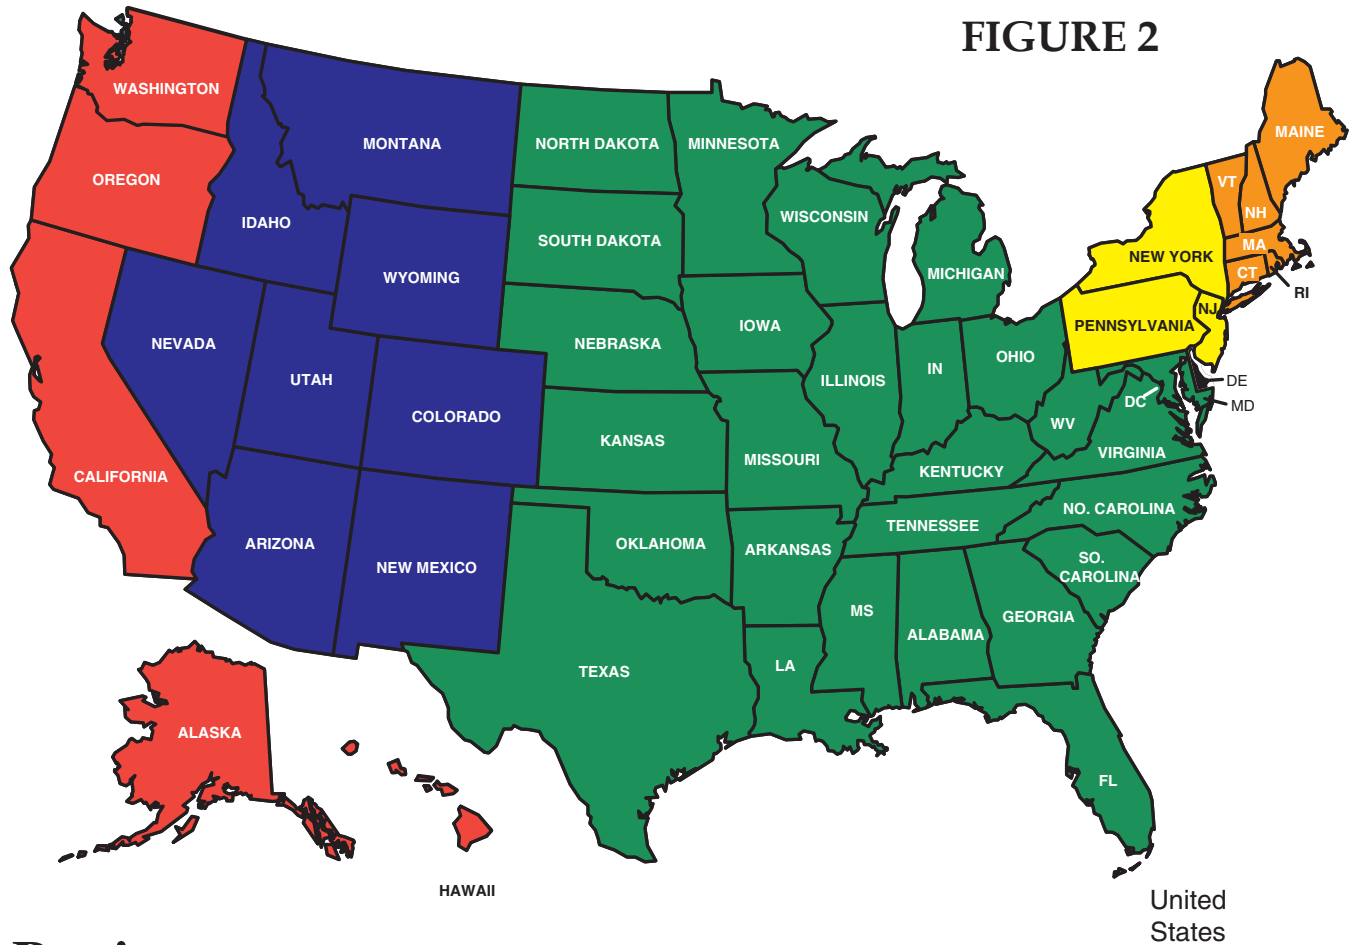 FIGURE 2
WASHINGTON
MONTANA
NORTH DAKOTA
MINNESOTA
MAINE
OREGON
IDAHO
VT
NH
WISCONSIN
SOUTH DAKOTA
MA
NEW YORK
CT
WYOMING
MICHIGAN
RI
NJ
IOWA
PENNSYLVANIA
NEVADA
NEBRASKA
OHIO
IN
UTAH
ILLINOIS
DE
DC
MD
COLORADO
WV
KANSAS
VIRGINIA
MISSOURI
KENTUCKY
CALIFORNIA
NO. CAROLINA
TENNESSEE
ARIZONA
OKLAHOMA
ARKANSAS
SO.
CAROLINA
NEW MEXICO
MS
GEORGIA
ALABAMA
LA
TEXAS
ALASKA
FL
HAWAII
United
States